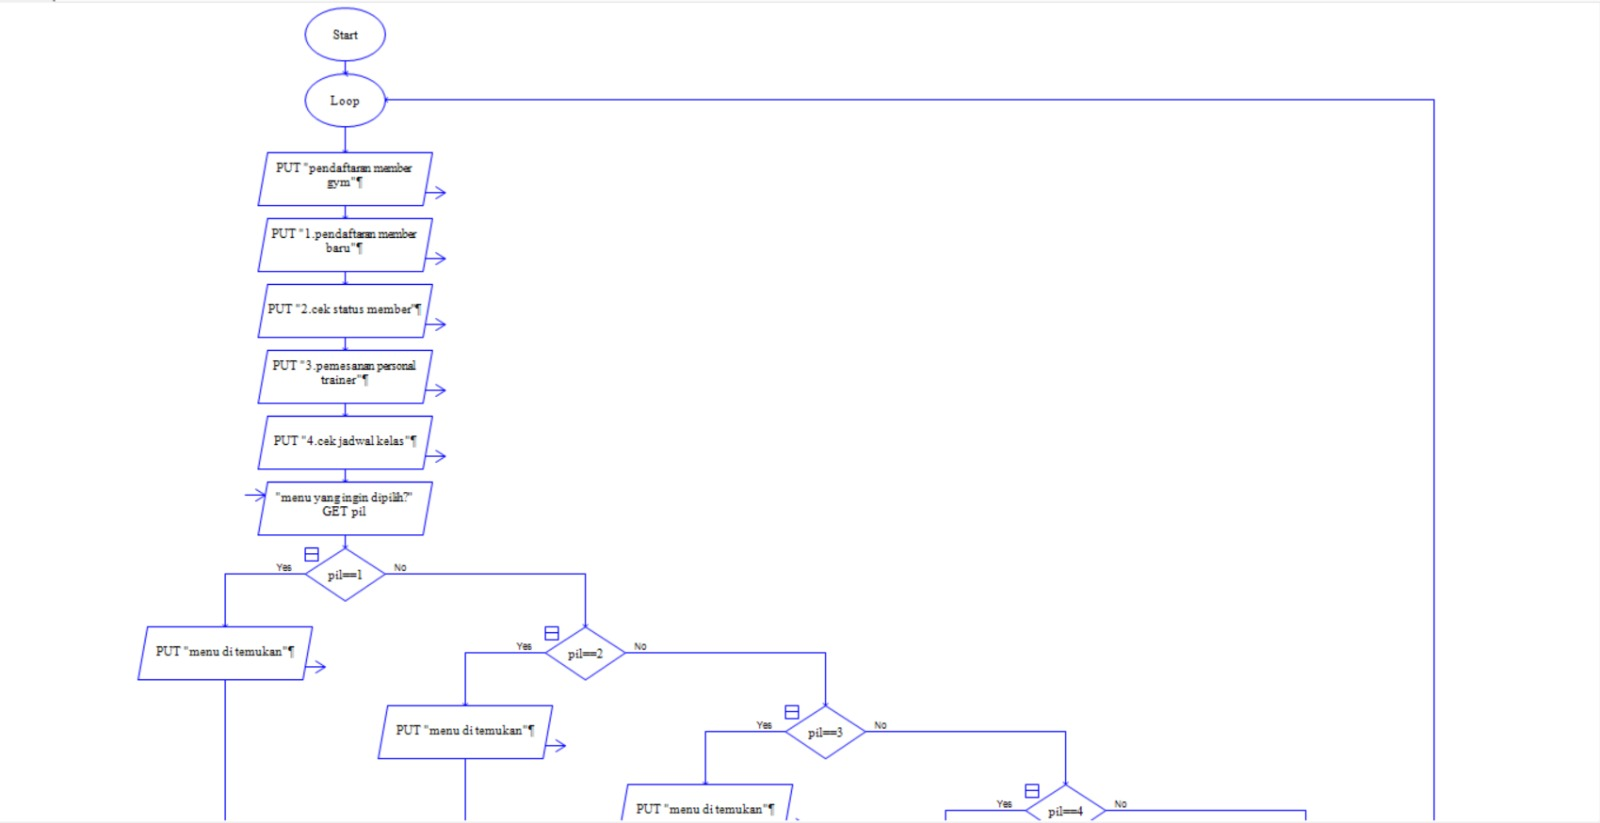 Start
Loop
PUT "pendaftaran member
gym"¶
PUT "1.pendaftaran member
baru"¶
PUT "2.cek status member"¶
PUT "3.pemesanan personal
trainer"¶
PUT "4.cek jadwal kelas"¶
"menu yang ingin dipilih?"
GET pil
Yes
pil==1
No
PUT "menu di temukan"¶
Yes
pil==2
No
PUT "menu di temukan"¶
Yes
pil==3
No
PUT "menu di temukan"¶
Yes
pil==4
No